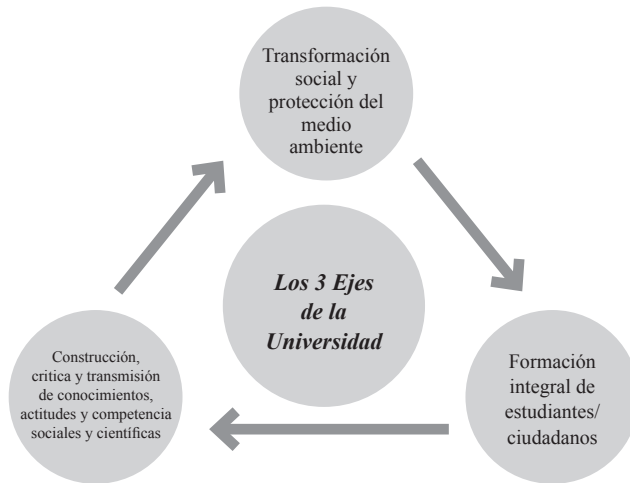 Transformación
social y
protección del
medio
ambiente
Los 3 Ejes
de la
Universidad
Construcción,
critica y transmisión
de conocimientos,
actitudes y competencia
sociales y científicas
Formación
integral de
estudiantes/
ciudadanos